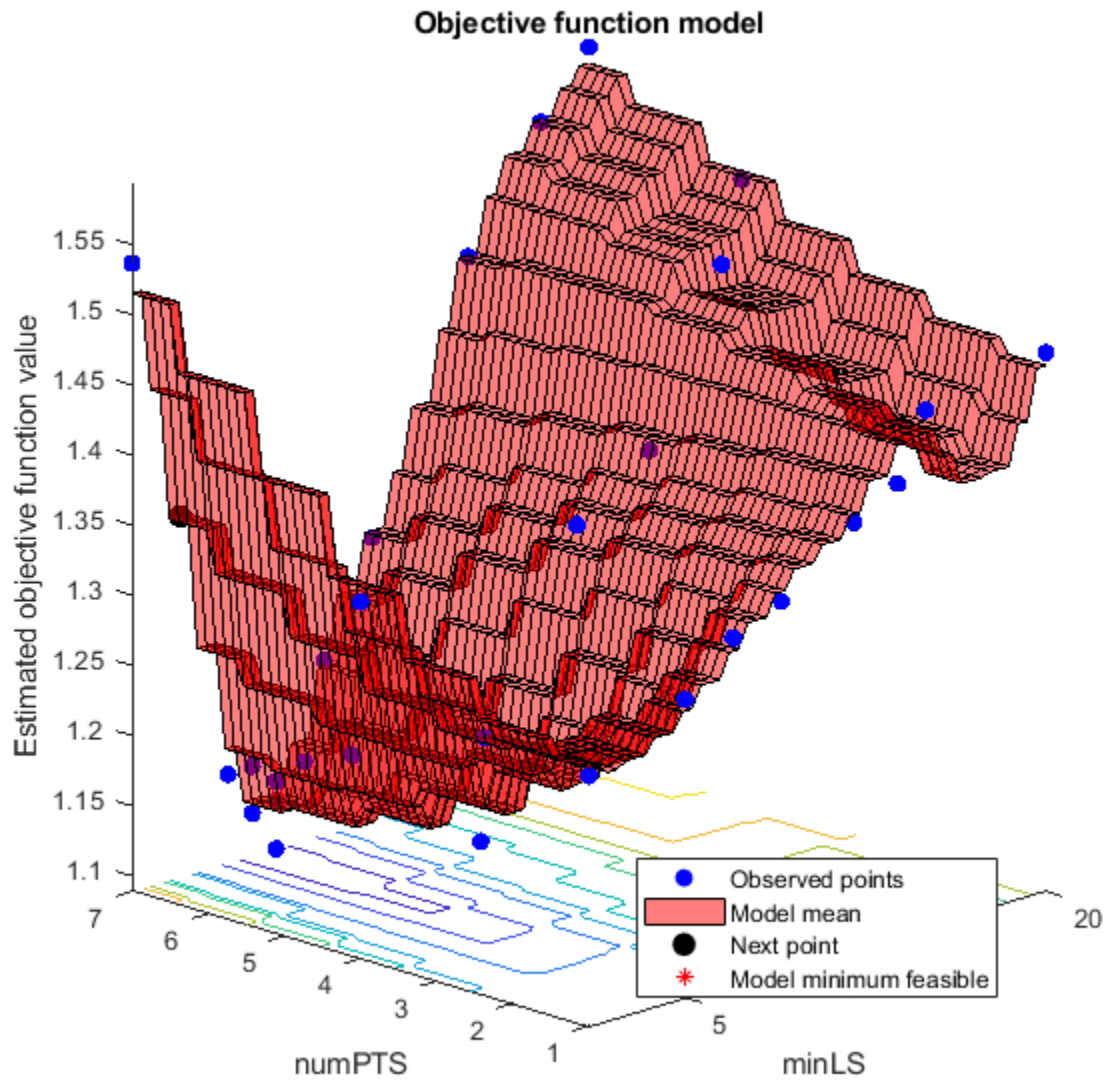 Objective function model
Estimated objective function value
1.55
1.5
1.45
1.4
1.35
1.3
1.25
1.2
1.15
1.1
7
6
5
4
3
2
1
numPTS
5
20
minLS
Observed points
Model mean
Next point
Model minimum feasible